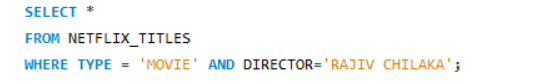 SELECT *
FROM NETFLIX_TITLES
WHERE TYPE = 'MOVIE' AND DIRECTOR='RAJIV CHILAKA';